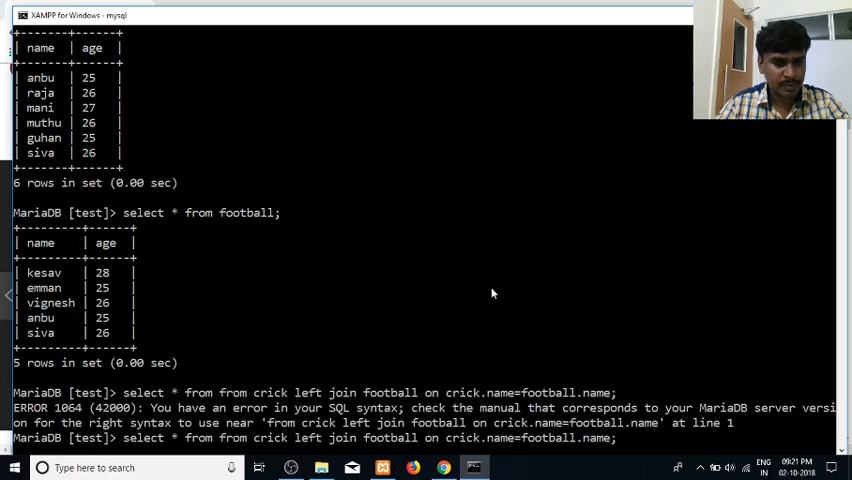 XAMPP for Windows - mysql
+-------+------+
| name | age |
+-------+------+
| anbu | 25 |
| raja | 26 |
| mani | 27 |
| muthu | 26 |
| guhan | 25 |
| siva | 26 |
+-------+------+
6 rows in set (0.00 sec)
MariaDB [test]> select * from football;
+---------+------+
| name | age |
+---------+------+
| kesav | 28 |
| emman | 25 |
| vignesh | 26 |
| anbu | 25 |
| siva | 26 |
+---------+------+
5 rows in set (0.00 sec)
MariaDB [test]> select * from from crick left join football on crick.name=football.name;
ERROR 1064 (42000): You have an error in your SQL syntax; check the manual that corresponds to your MariaDB server versi
on for the right syntax to use near 'from crick left join football on crick.name=football.name' at line 1
MariaDB [test]> select * from from crick left join football on crick.name=football.name;
Type here to search
ENG
IN
09:21 PM
02-10-2018